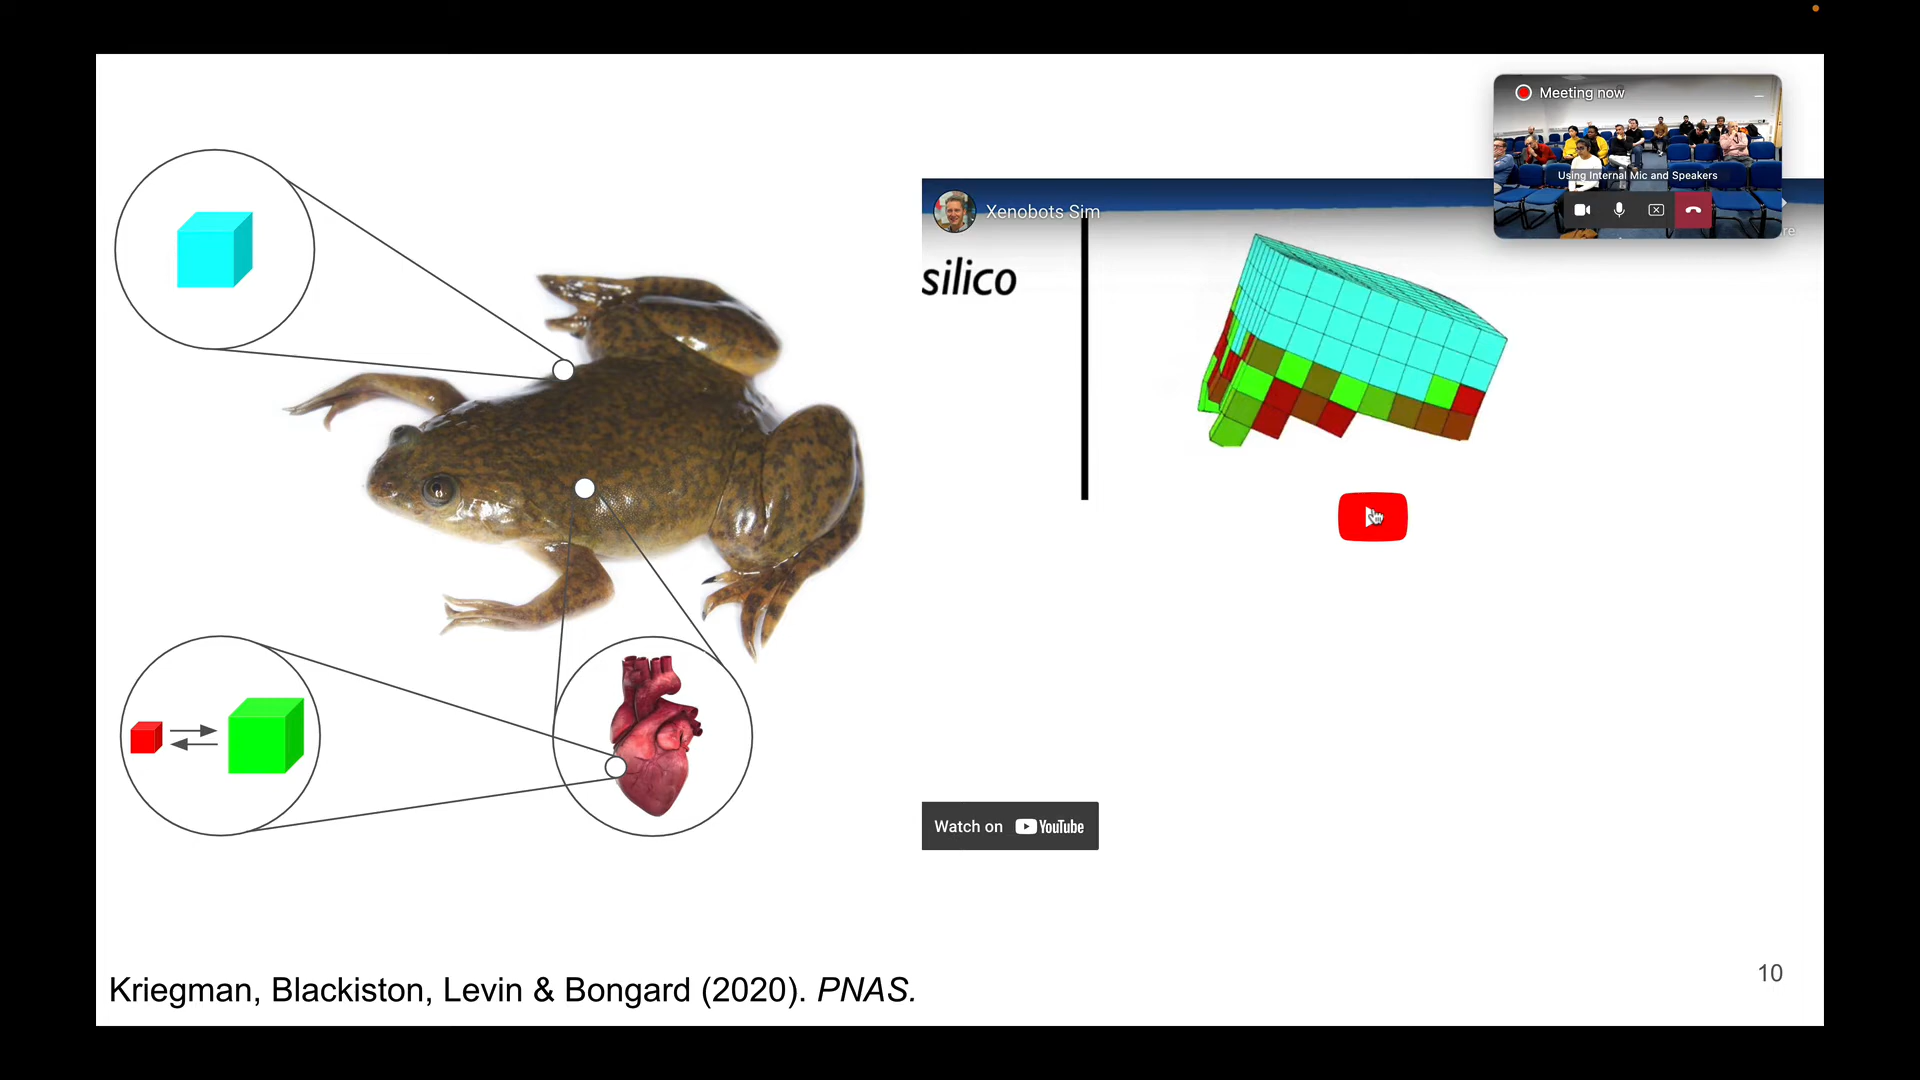 Meeting now
Using Internal Mic and Speakers
Xenobots Sim
re
silico
Watch on YouTube
10
Kriegman, Blackiston, Levin & Bongard (2020). PNAS.